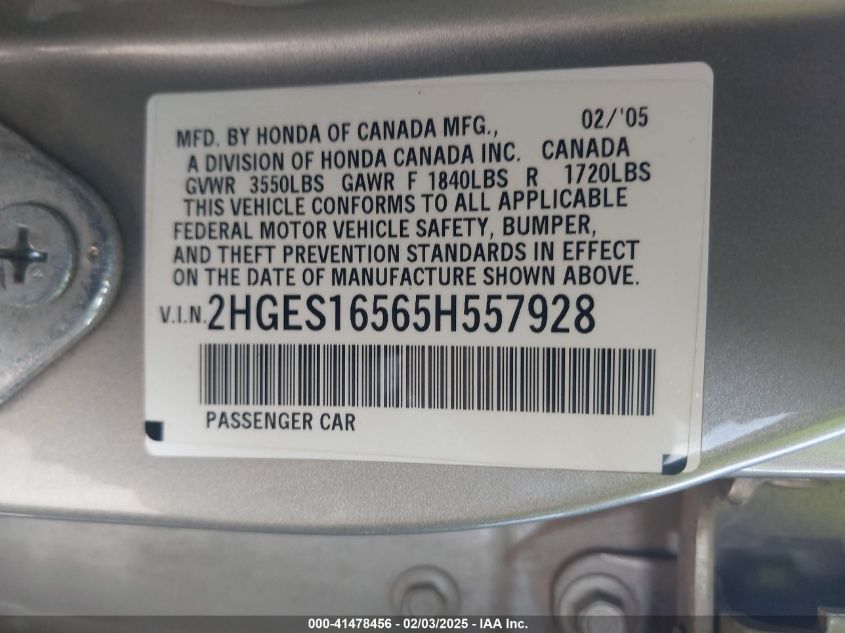 MFD. BY HONDA OF CANADA MFG., 02/'05
A DIVISION OF HONDA CANADA INC. CANADA
GVWR 3550LBS GAWR F 1840LBS R 1720LBS
THIS VEHICLE CONFORMS TO ALL APPLICABLE
FEDERAL MOTOR VEHICLE SAFETY, BUMPER,
AND THEFT PREVENTION STANDARDS IN EFFECT
ON THE DATE OF MANUFACTURE SHOWN ABOVE.
V.I.N. 2HGES16565H557928
PASSENGER CAR
000-41478456 - 02/03/2025 - IAA Inc.